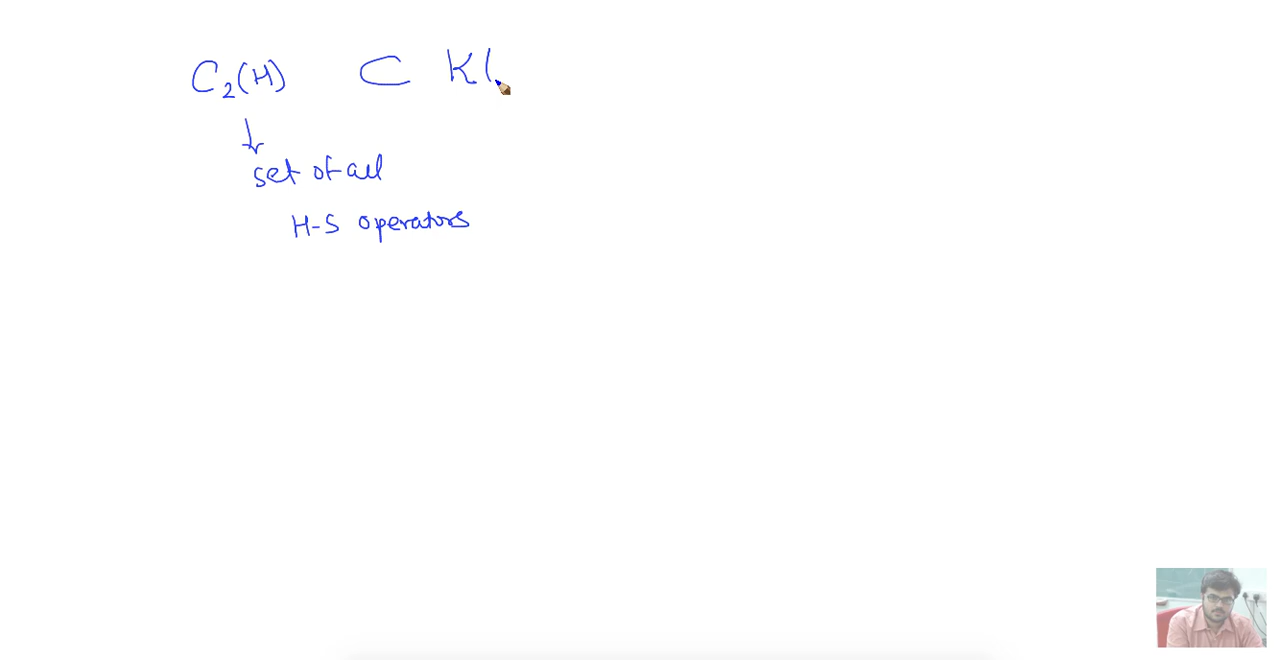 C₂(H) ⊂ K(
↓
set of all
H-S operators